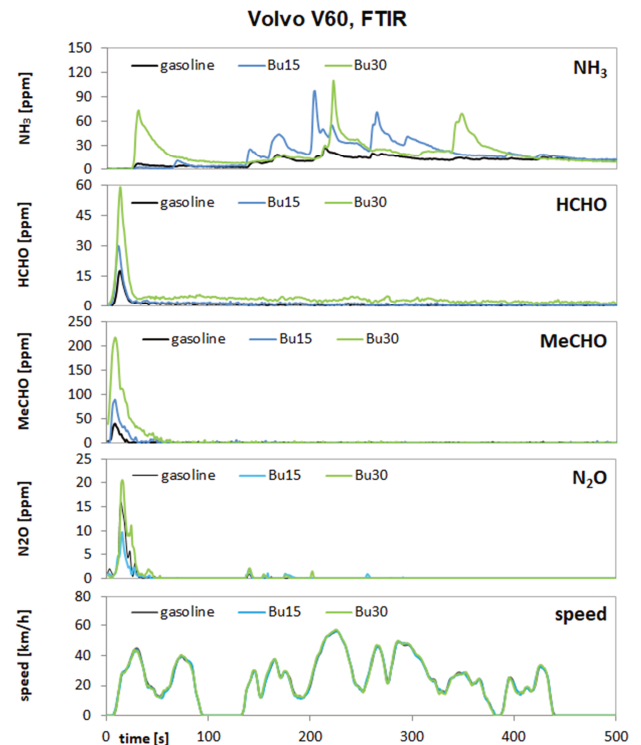 Volvo V60, FTIR
NH₃ [ppm]
150
120
90
60
30
0
gasoline Bu15 Bu30
NH₃
HCHO [ppm]
60
45
30
15
0
gasoline Bu15 Bu30
HCHO
MeCHO [ppm]
250
200
150
100
50
0
gasoline Bu15 Bu30
MeCHO
N2O [ppm]
25
20
15
10
5
0
gasoline Bu15 Bu30
N₂O
speed [km/h]
80
60
40
20
0
gasoline Bu15 Bu30
speed
0 time [s] 100 200 300 400 500